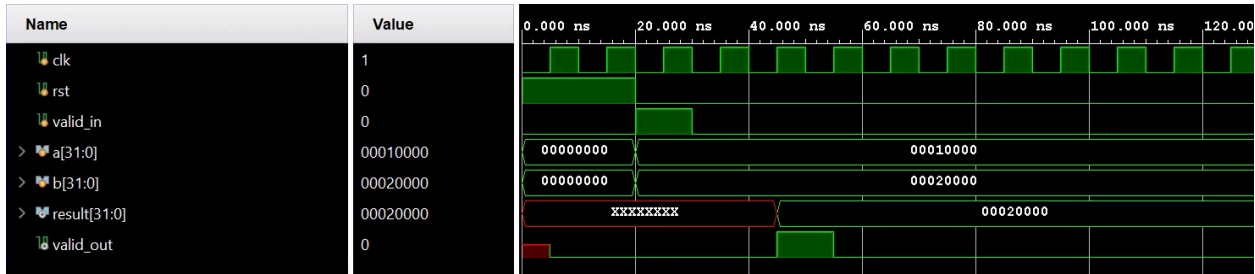 Name Value 0.000 ns 20.000 ns 40.000 ns 60.000 ns 80.000 ns 100.000 ns 120.00
clk 1
rst 0
valid_in 0
a[31:0] 00010000 00000000 00010000
b[31:0] 00020000 00000000 00020000
result[31:0] 00020000 XXXXXXXX 00020000
valid_out 0